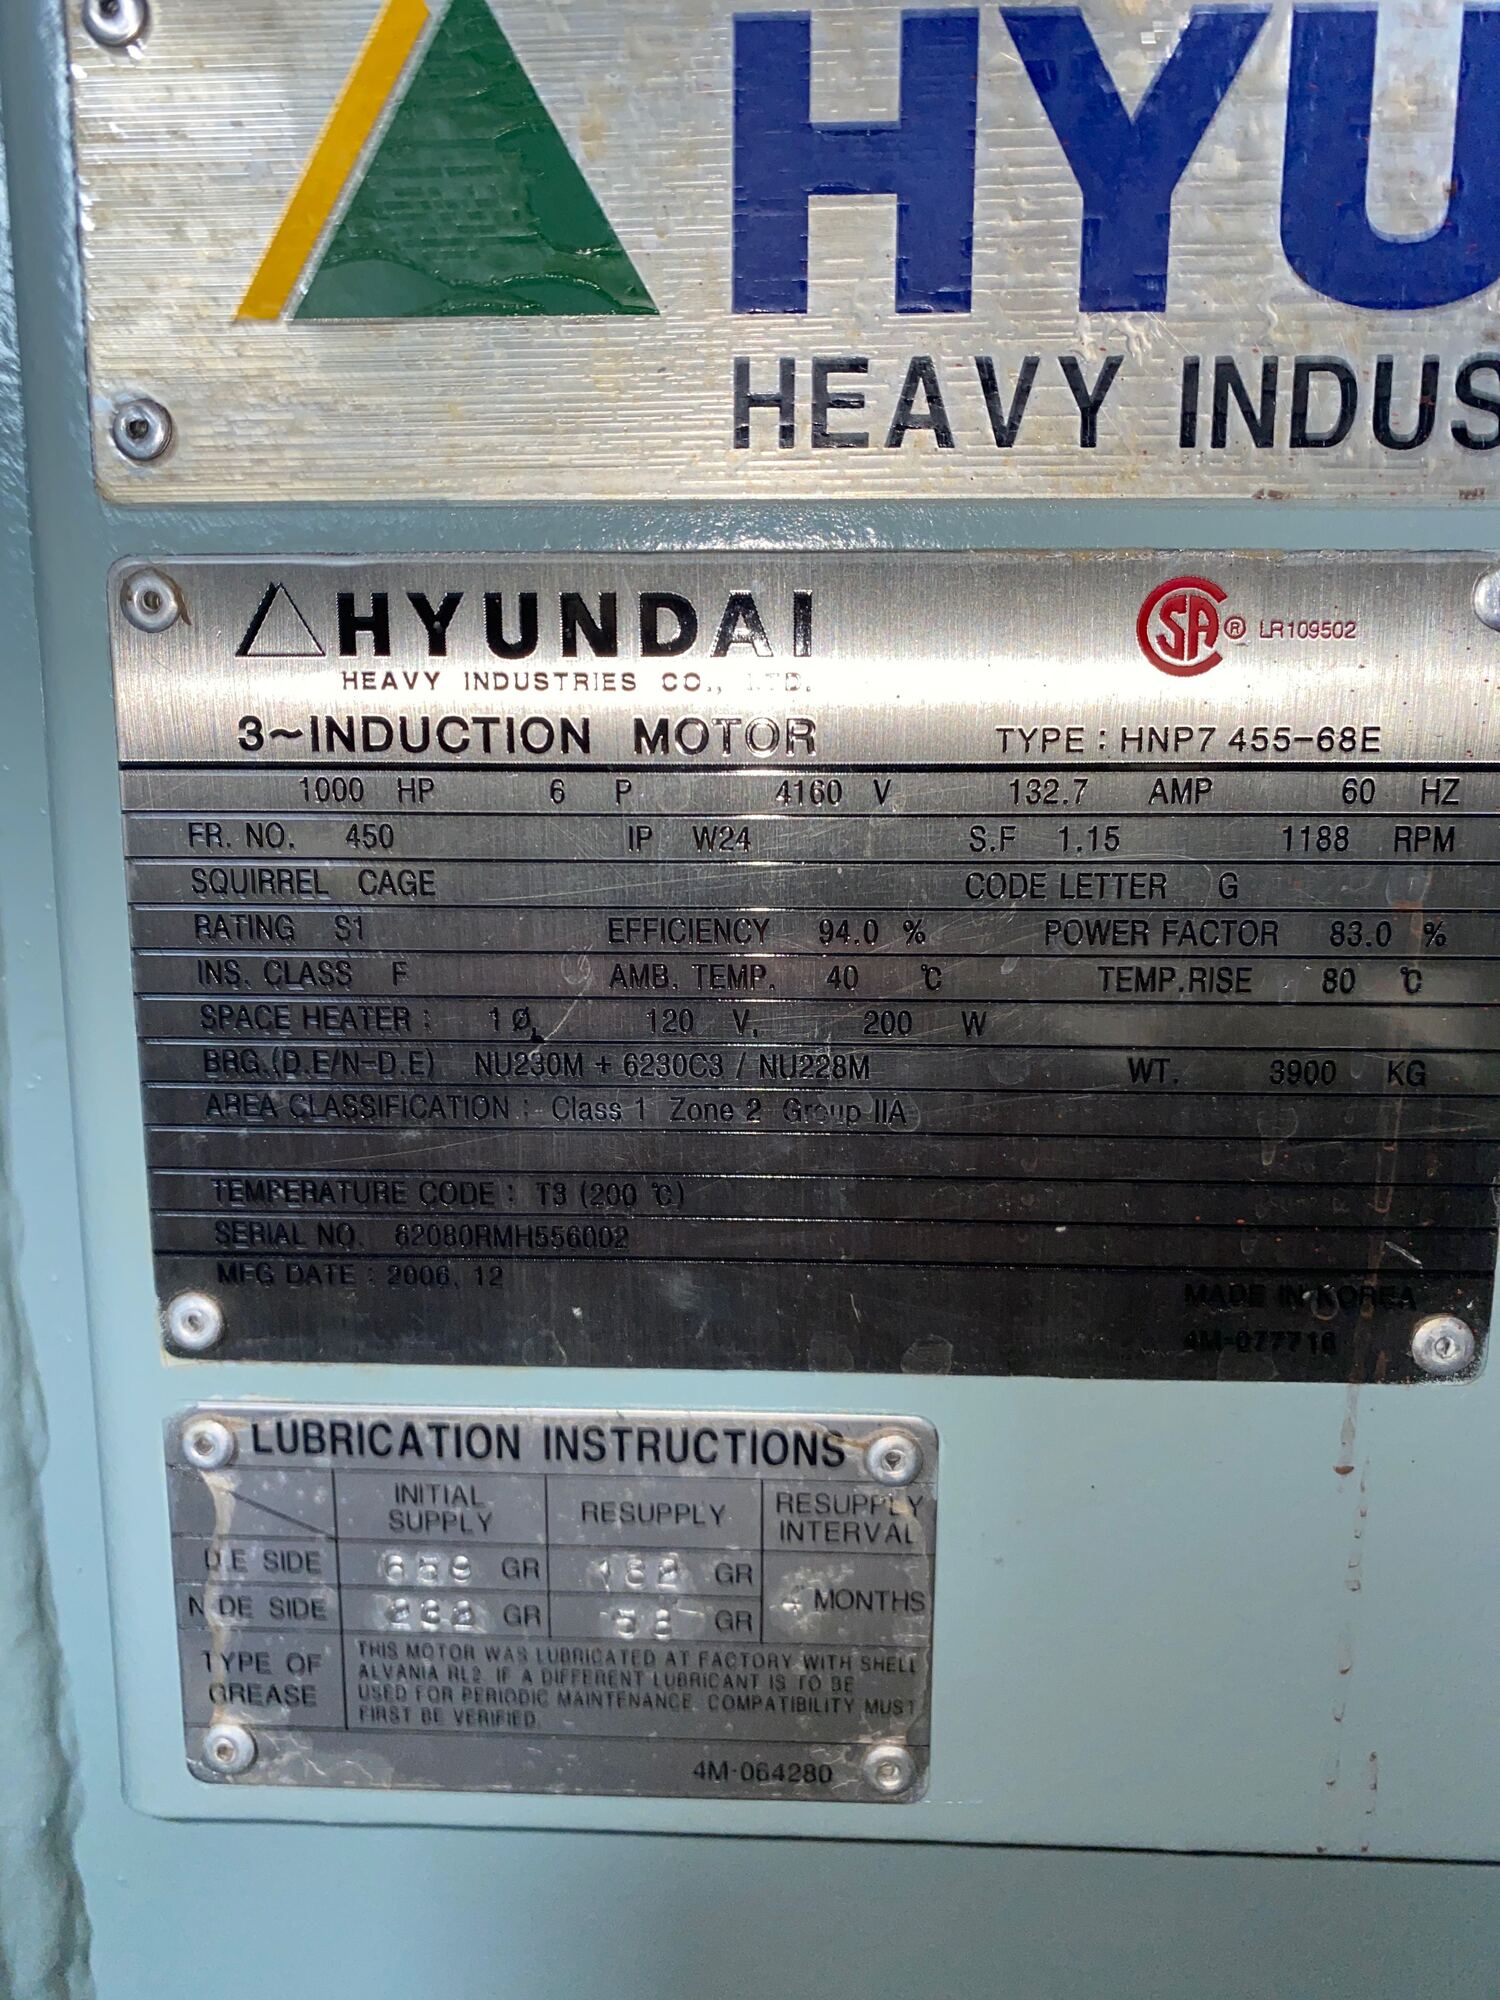 HYU
HEAVY INDUS
HYUNDAI
HEAVY INDUSTRIES CO., LTD.
CSA ® LR109502
3~INDUCTION MOTOR TYPE : HNP7 455-68E
1000 HP 6 P 4160 V 132.7 AMP 60 HZ
FR. NO. 450 IP W24 S.F 1.15 1188 RPM
SQUIRREL CAGE CODE LETTER G
RATING S1 EFFICIENCY 94.0 % POWER FACTOR 83.0 %
INS. CLASS F AMB. TEMP. 40 ℃ TEMP.RISE 80 ℃
SPACE HEATER : 1 Ø, 120 V, 200 W
BRG.(D.E/N-D.E) NU230M + 6230C3 / NU228M WT. 3900 KG
AREA CLASSIFICATION : Class 1 Zone 2 Group IIA
TEMPERATURE CODE : T3 (200 ℃)
SERIAL NO. 62080RMH556002
MFG DATE : 2006. 12
MADE IN KOREA
4M-077716
LUBRICATION INSTRUCTIONS
INITIAL SUPPLY RESUPPLY RESUPPLY INTERVAL
SIDE GR GR
SIDE GR GR
MONTHS
TYPE OF GREASE
THIS MOTOR WAS LUBRICATED AT FACTORY WITH SHELL
ALVANIA RL2. IF A DIFFERENT LUBRICANT IS TO BE
USED FOR PERIODIC MAINTENANCE. COMPATIBILITY MUST
FIRST BE VERIFIED.
4M-064280